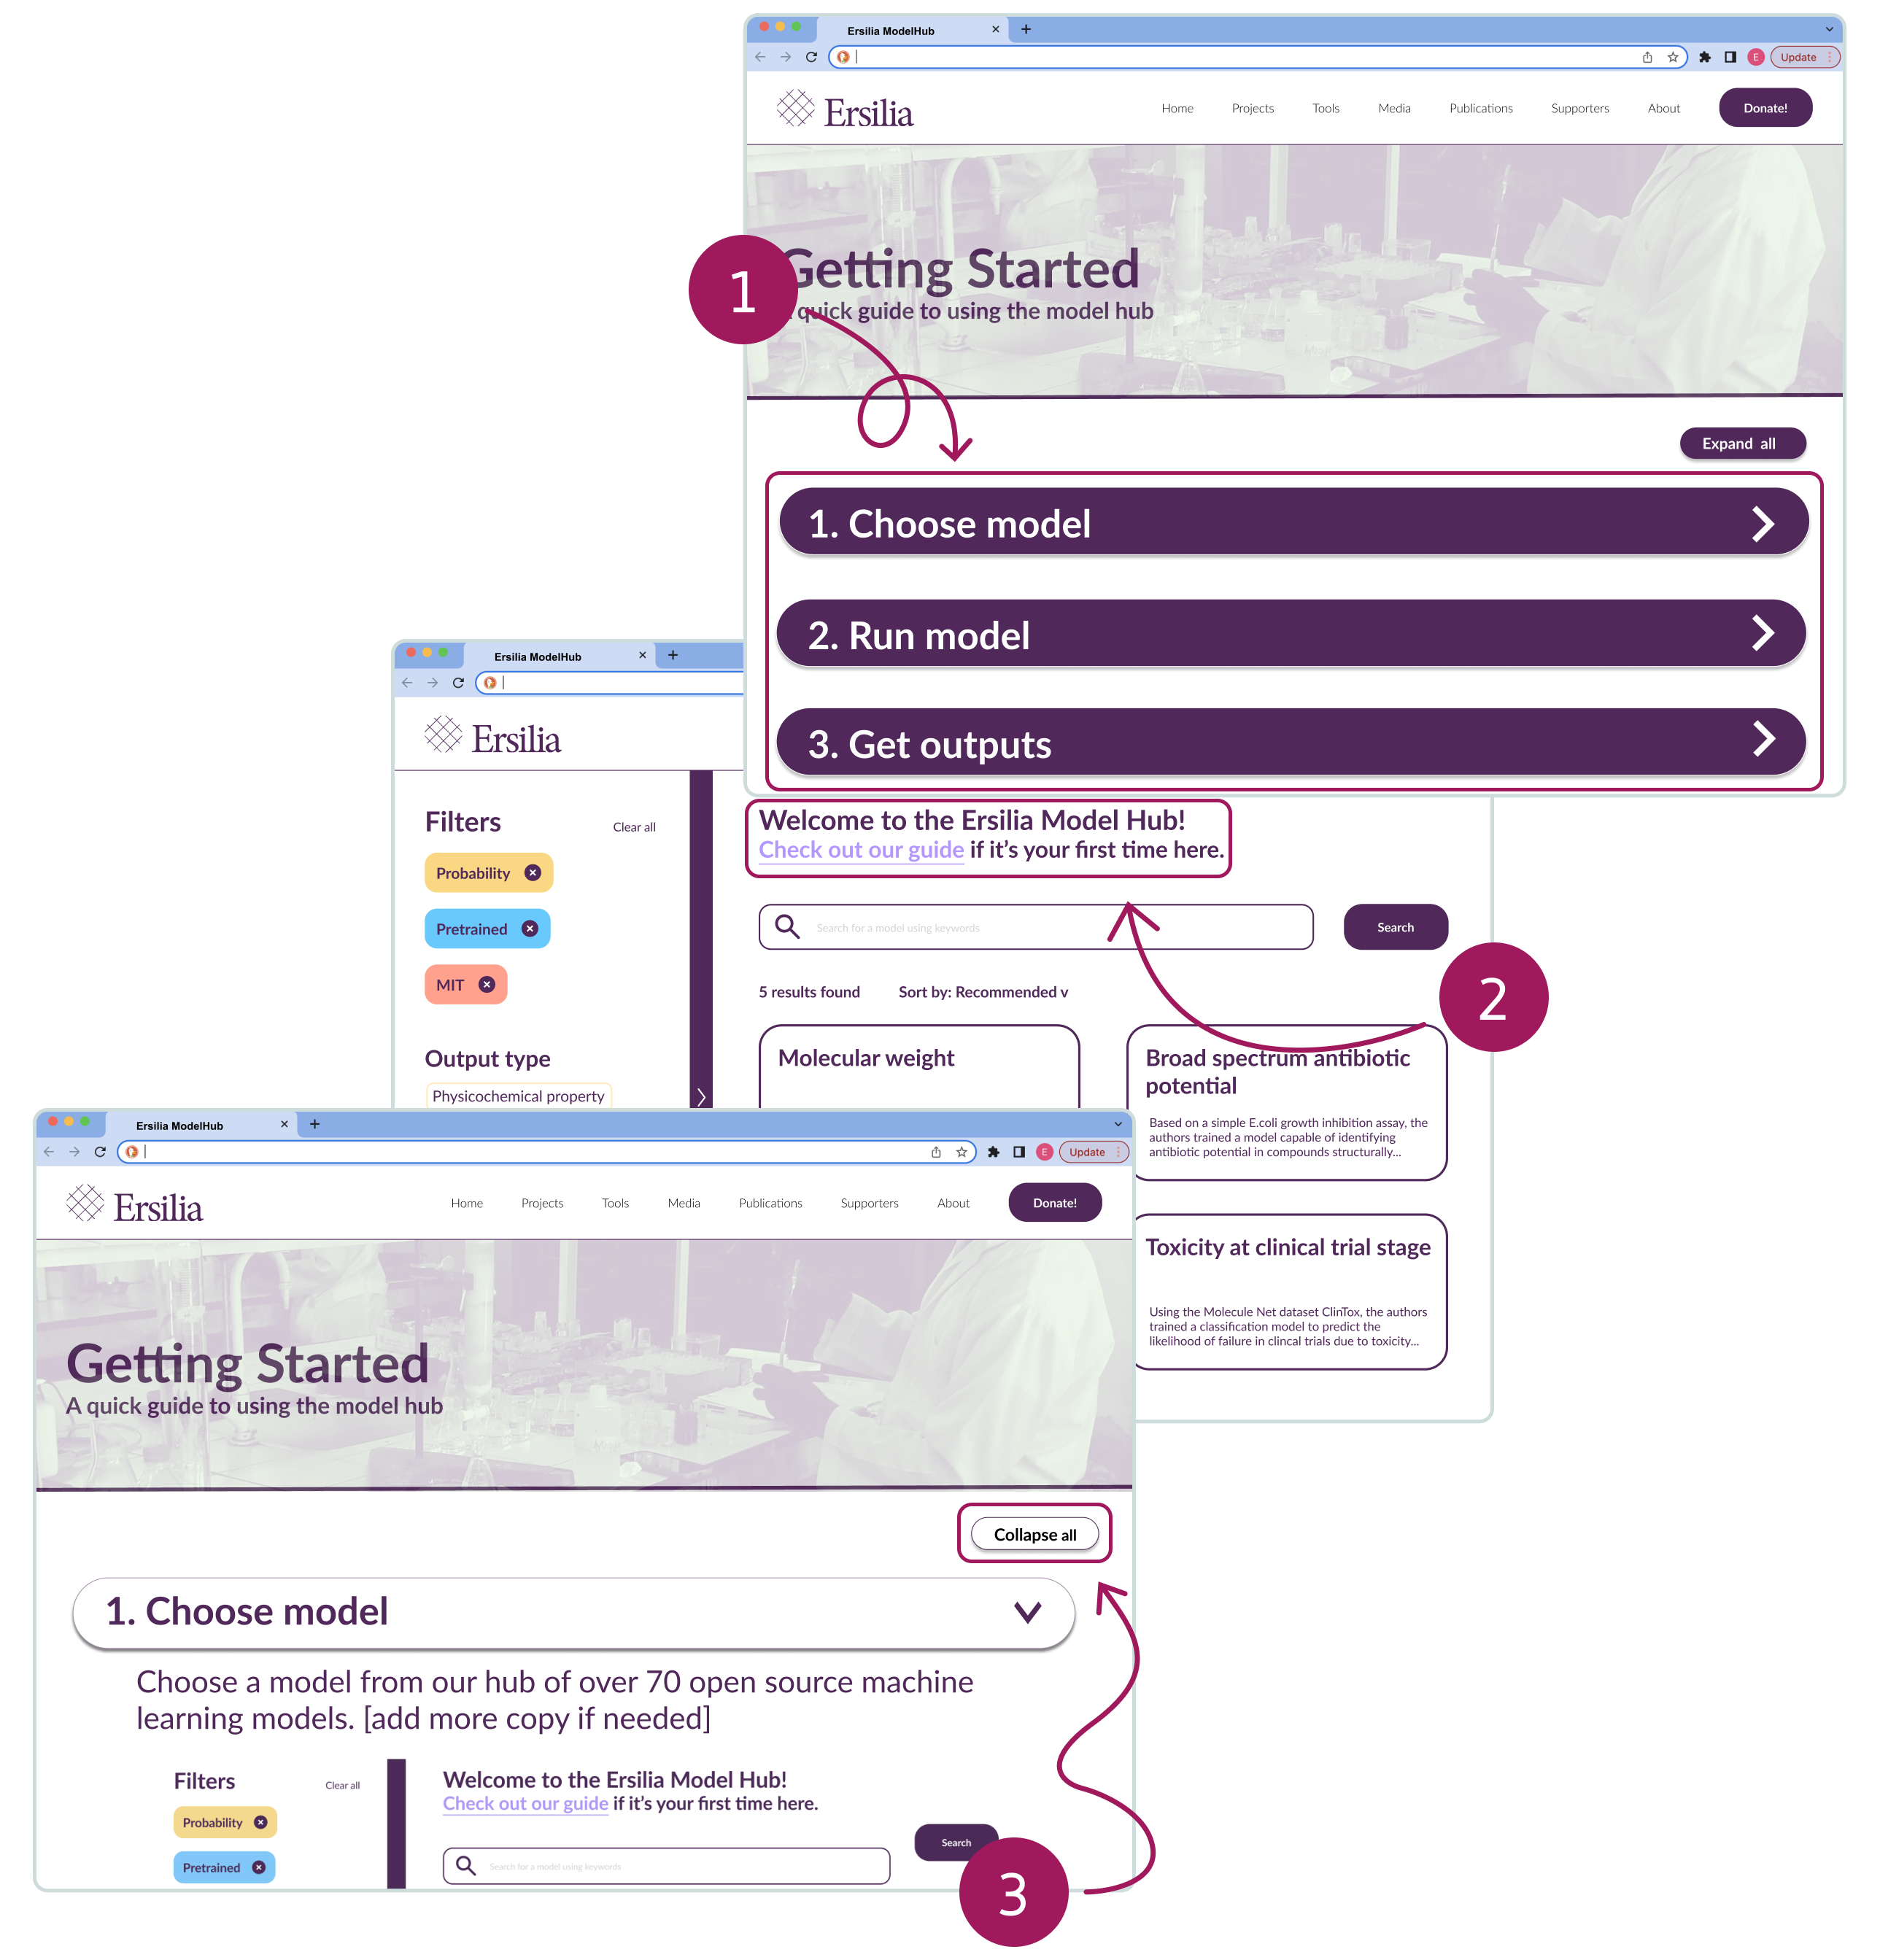 Ersilia ModelHub
E
Update
Ersilia
Home Projects Tools Media Publications Supporters About Donate!
Getting Started
quick guide to using the model hub
1
Expand all
1. Choose model
2. Run model
3. Get outputs
Ersilia ModelHub
Ersilia
Filters
Clear all
Probability
Pretrained
MIT
Output type
Physicochemical property
Welcome to the Ersilia Model Hub!
Check out our guide if it's your first time here.
Search for a model using keywords
Search
2
5 results found Sort by: Recommended v
Molecular weight
Broad spectrum antibiotic
potential
Based on a simple E.coli growth inhibition assay, the
authors trained a model capable of identifying
antibiotic potential in compounds structurally...
Toxicity at clinical trial stage
Using the Molecule Net dataset ClinTox, the authors
trained a classification model to predict the
likelihood of failure in clincal trials due to toxicity...
Ersilia ModelHub
E
Update
Ersilia
Home Projects Tools Media Publications Supporters About Donate!
Getting Started
A quick guide to using the model hub
Collapse all
1. Choose model
Choose a model from our hub of over 70 open source machine
learning models. [add more copy if needed]
Filters
Clear all
Probability
Pretrained
Welcome to the Ersilia Model Hub!
Check out our guide if it's your first time here.
Search for a model using keywords
Search
3